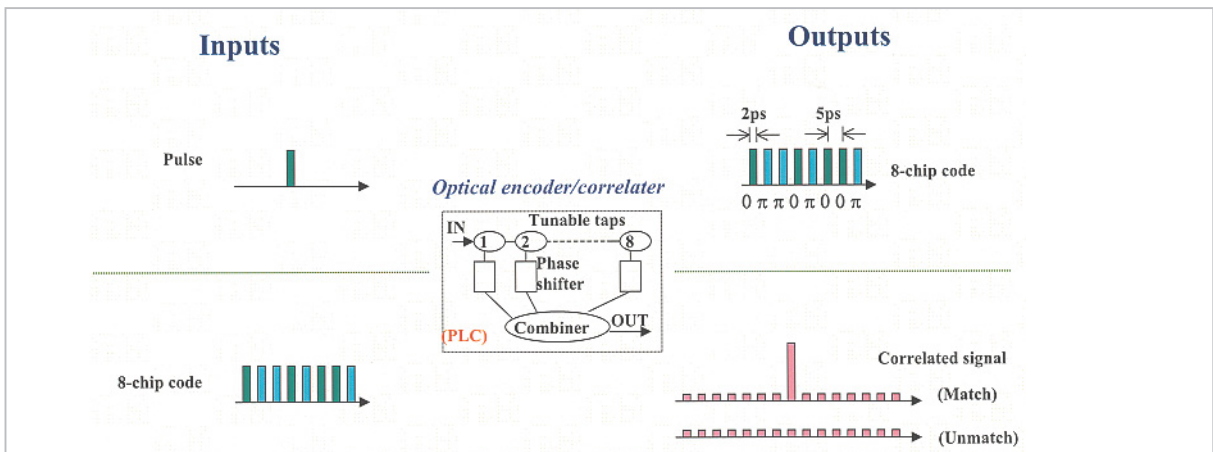 Inputs
Outputs
2ps 5ps
Pulse
8-chip code
0 π π 0 π 0 0 π
Optical encoder/correlater
IN
Tunable taps
1 2 8
Phase
shifter
Combiner
OUT
(PLC)
8-chip code
Correlated signal
(Match)
(Unmatch)